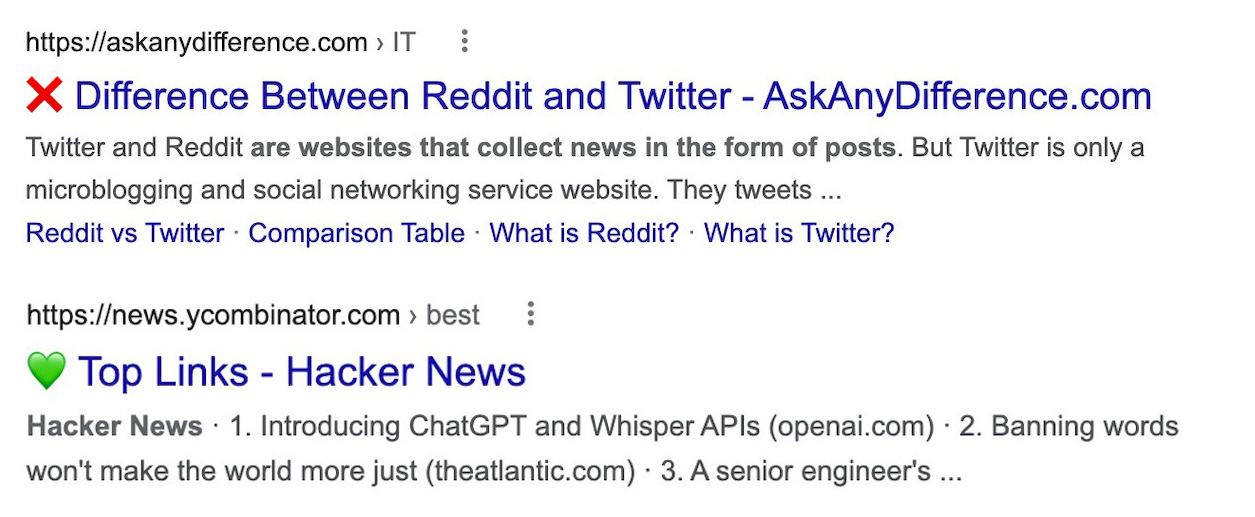 https://askanydifference.com › IT
❌ Difference Between Reddit and Twitter - AskAnyDifference.com
Twitter and Reddit are websites that collect news in the form of posts. But Twitter is only a
microblogging and social networking service website. They tweets ...
Reddit vs Twitter · Comparison Table · What is Reddit? · What is Twitter?
https://news.ycombinator.com › best
💚 Top Links - Hacker News
Hacker News · 1. Introducing ChatGPT and Whisper APIs (openai.com) · 2. Banning words
won't make the world more just (theatlantic.com) · 3. A senior engineer's ...